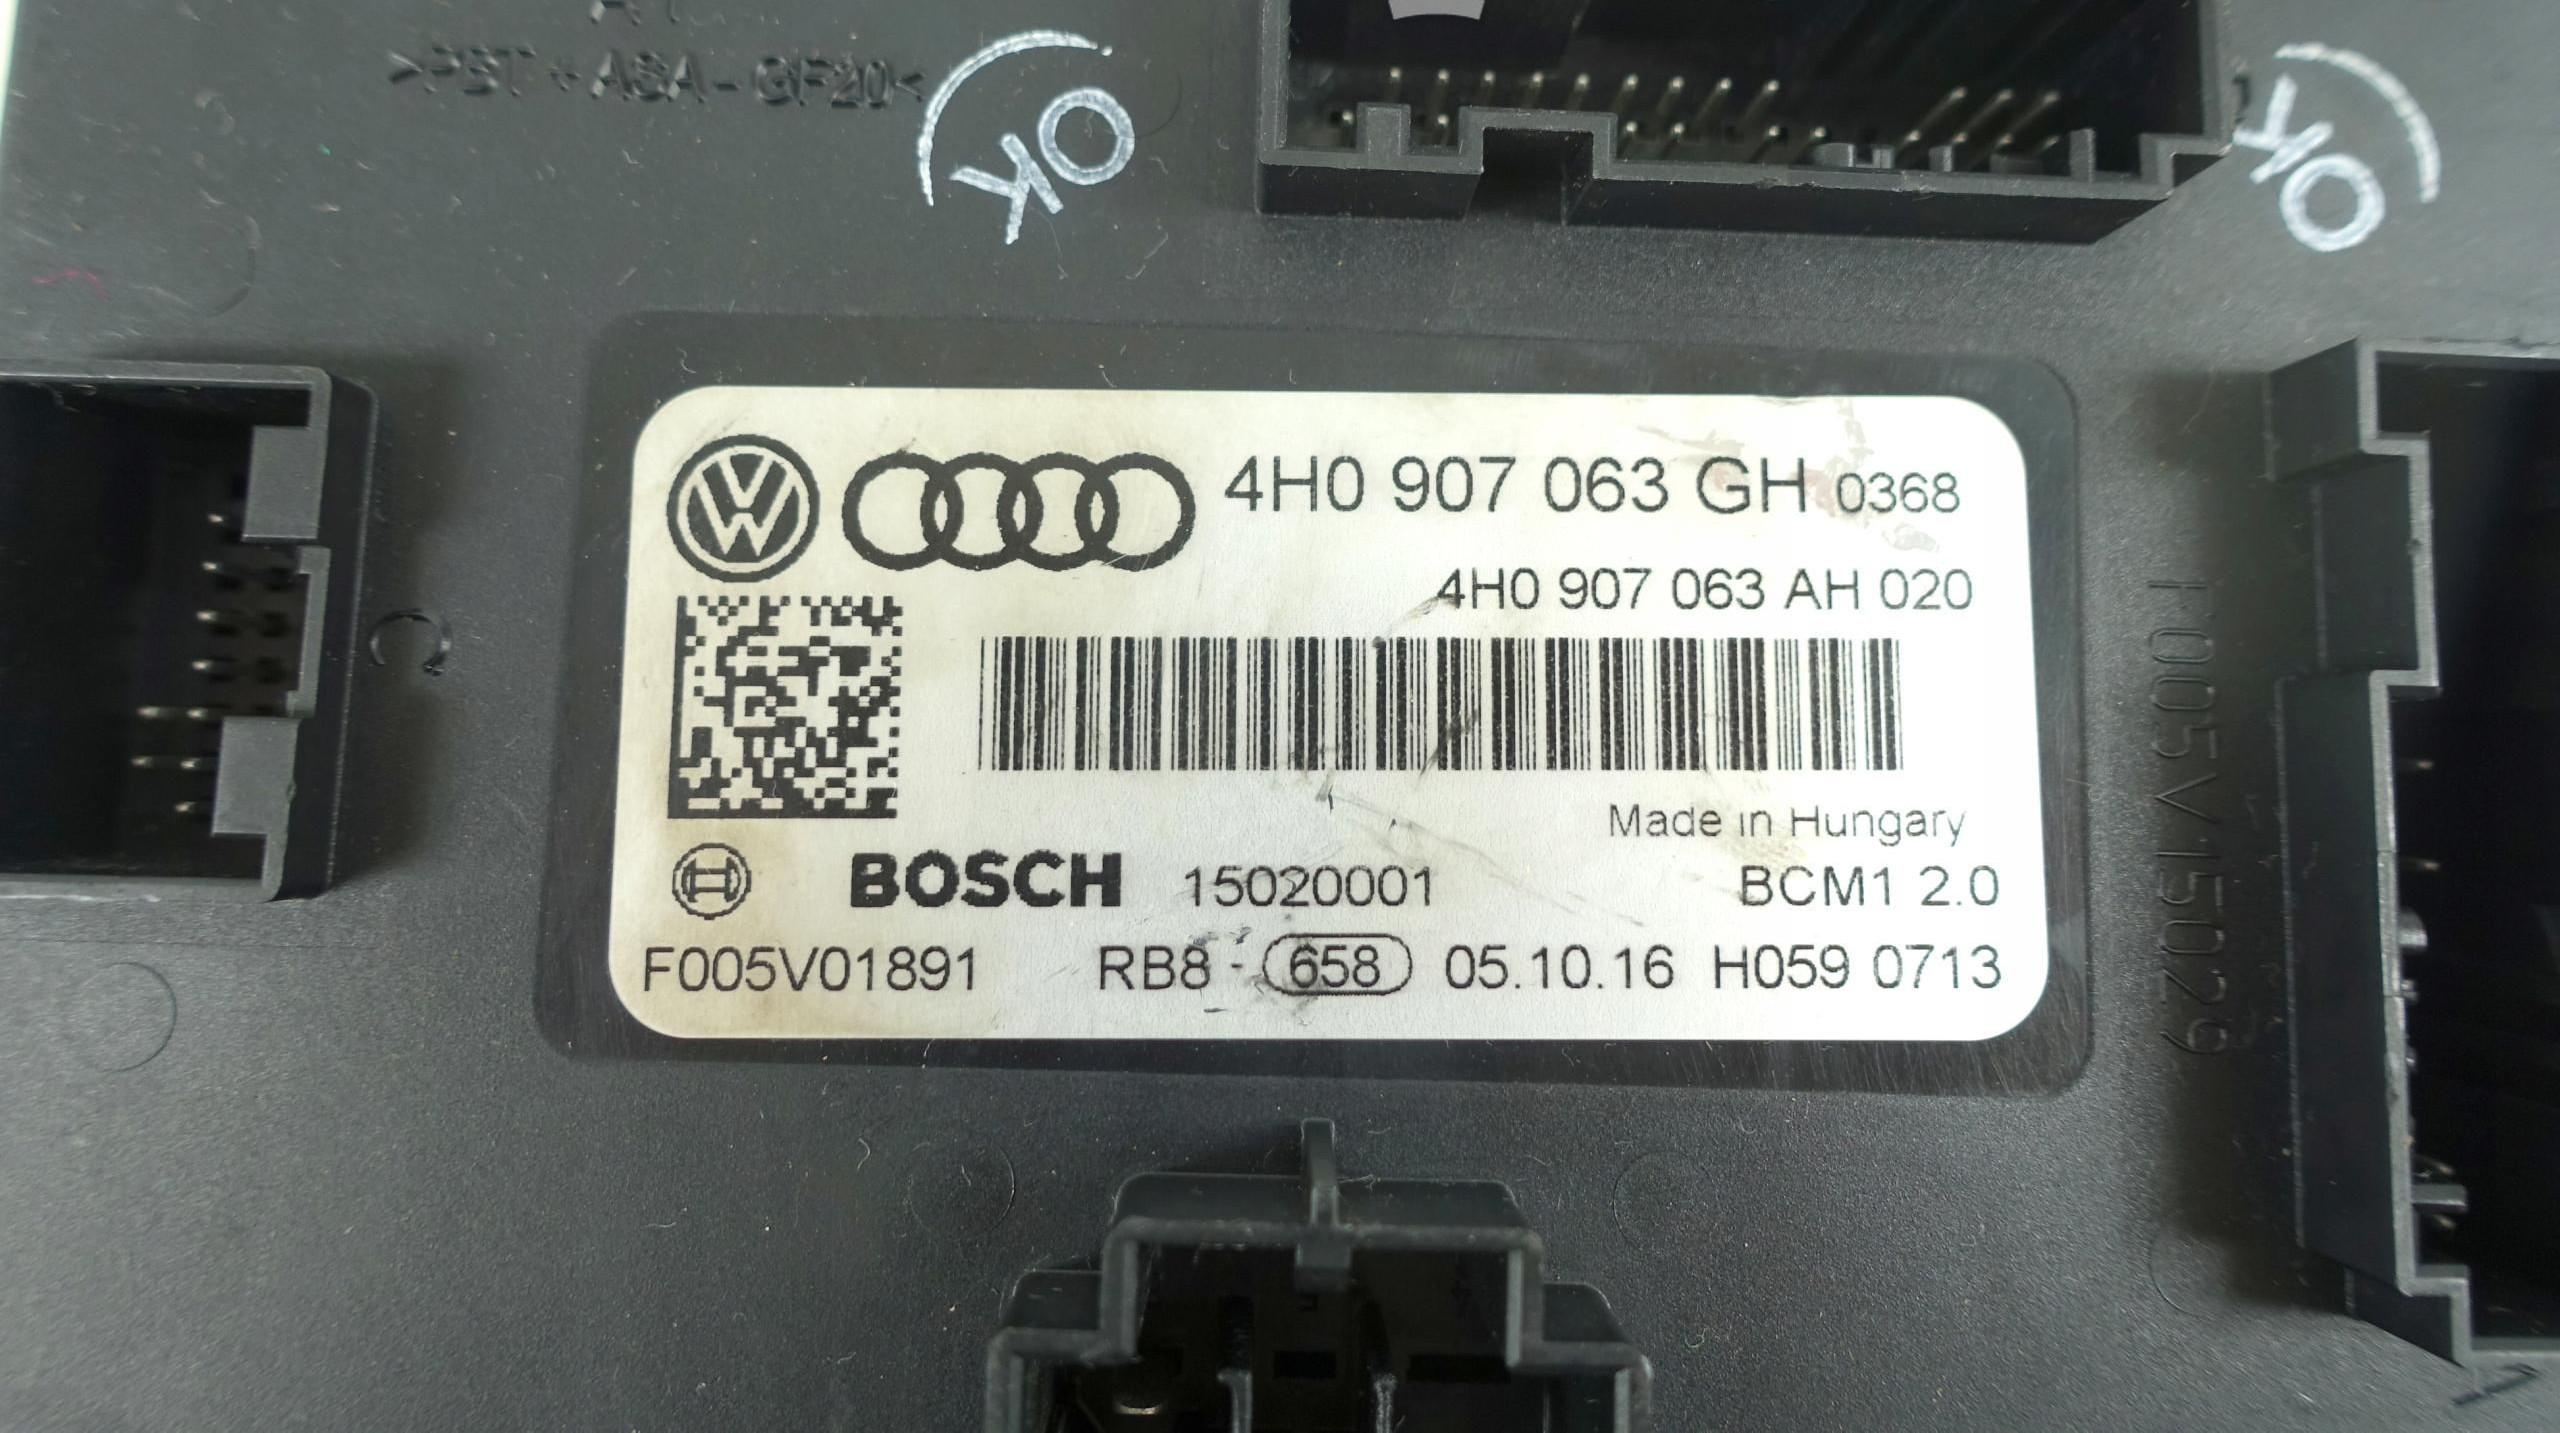 >PBT+ASA-GF20<
OK
OK
4H0 907 063 GH 0368
4H0 907 063 AH 020
C
Made in Hungary
BOSCH 15020001 BCM1 2.0
F005V01891 RB8 - 658 05.10.16 H059 0713
F005V15029